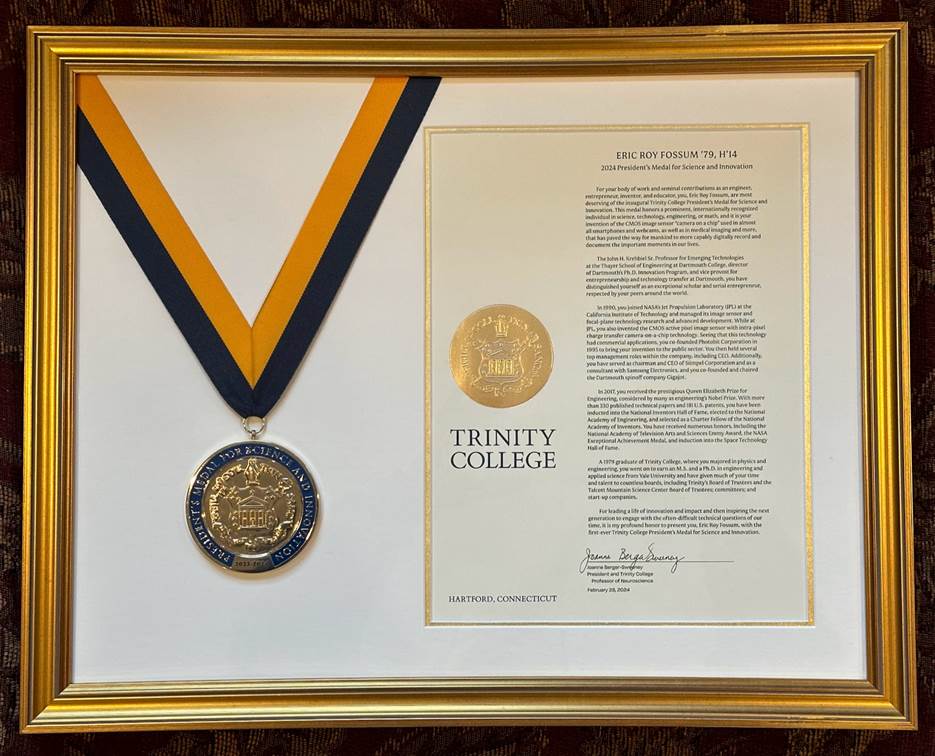 PRESIDENT'S MEDAL FOR SCIENCE AND INNOVATION
TRINITY
COLLEGE
HARTFORD, CONNECTICUT
ERIC ROY FOSSUM '79, H'14
2024 President's Medal for Science and Innovation
For your body of work and seminal contributions as an engineer,
entrepreneur, inventor, and educator, you, Eric Roy Fossum, are most
deserving of the inaugural Trinity College President's Medal for Science and
Innovation. This medal honors a prominent, internationally recognized
individual in science, technology, engineering, or math, and it is your
invention of the CMOS image sensor "camera on a chip" used in almost
all smartphones and webcams, as well as in medical imaging and more,
that has paved the way for mankind to more capably digitally record and
document the important moments in our lives.
The John H. Krehbiel Sr. Professor for Emerging Technologies
at the Thayer School of Engineering at Dartmouth College, director
of Dartmouth's Ph.D. Innovation Program, and vice provost for
entrepreneurship and technology transfer at Dartmouth, you have
distinguished yourself as an exceptional scholar and serial entrepreneur,
respected by your peers around the world.
In 1990, you joined NASA's Jet Propulsion Laboratory (JPL) at the
California Institute of Technology and managed its image sensor and
focal-plane technology research and advanced development. While at
JPL, you also invented the CMOS active pixel image sensor with intra-pixel
charge transfer camera-on-a-chip technology. Seeing that this technology
had commercial applications, you co-founded Photobit Corporation in
1995 to bring your invention to the public sector. You then held several
top management roles within the company, including CEO. Additionally,
you have served as chairman and CEO of Siimpel Corporation and as a
consultant with Samsung Electronics, and you co-founded and chaired
the Dartmouth spinoff company Gigajot.
In 2017, you received the prestigious Queen Elizabeth Prize for
Engineering, considered by many as engineering's Nobel Prize. With more
than 330 published technical papers and 181 U.S. patents, you have been
inducted into the National Inventors Hall of Fame, elected to the National
Academy of Engineering, and selected as a Charter Fellow of the National
Academy of Inventors. You have received numerous honors, including the
National Academy of Television Arts and Sciences Emmy Award, the NASA
Exceptional Achievement Medal, and induction into the Space Technology
Hall of Fame.
A 1979 graduate of Trinity College, where you majored in physics and
engineering, you went on to earn an M.S. and a Ph.D. in engineering and
applied science from Yale University and have given much of your time
and talent to countless boards, including Trinity's Board of Trustees and the
Talcott Mountain Science Center Board of Trustees; committees; and
start-up companies.
For leading a life of innovation and impact and then inspiring the next
generation to engage with the often-difficult technical questions of our
time, it is my profound honor to present you, Eric Roy Fossum, with the
first-ever Trinity College President's Medal for Science and Innovation.
Joanne Berger-Sweeney
Joanne Berger-Sweeney
President and Trinity College
Professor of Neuroscience
February 28, 2024